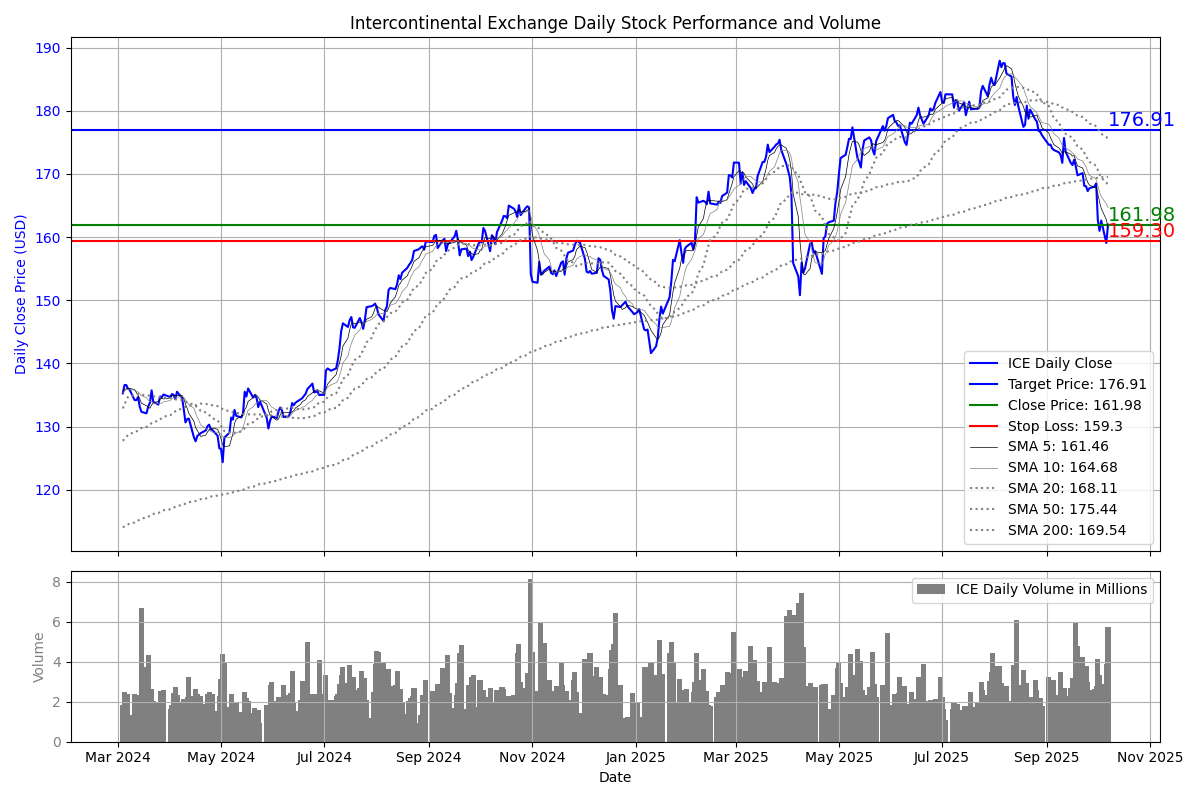 Intercontinental Exchange Daily Stock Performance and Volume
Daily Close Price (USD)
190
180
170
160
150
140
130
120
176.91
161.98
159.30
ICE Daily Close
Target Price: 176.91
Close Price: 161.98
Stop Loss: 159.3
SMA 5: 161.46
SMA 10: 164.68
SMA 20: 168.11
SMA 50: 175.44
SMA 200: 169.54
Volume
8
6
4
2
0
ICE Daily Volume in Millions
Mar 2024 May 2024 Jul 2024 Sep 2024 Nov 2024 Jan 2025 Mar 2025 May 2025 Jul 2025 Sep 2025 Nov 2025
Date